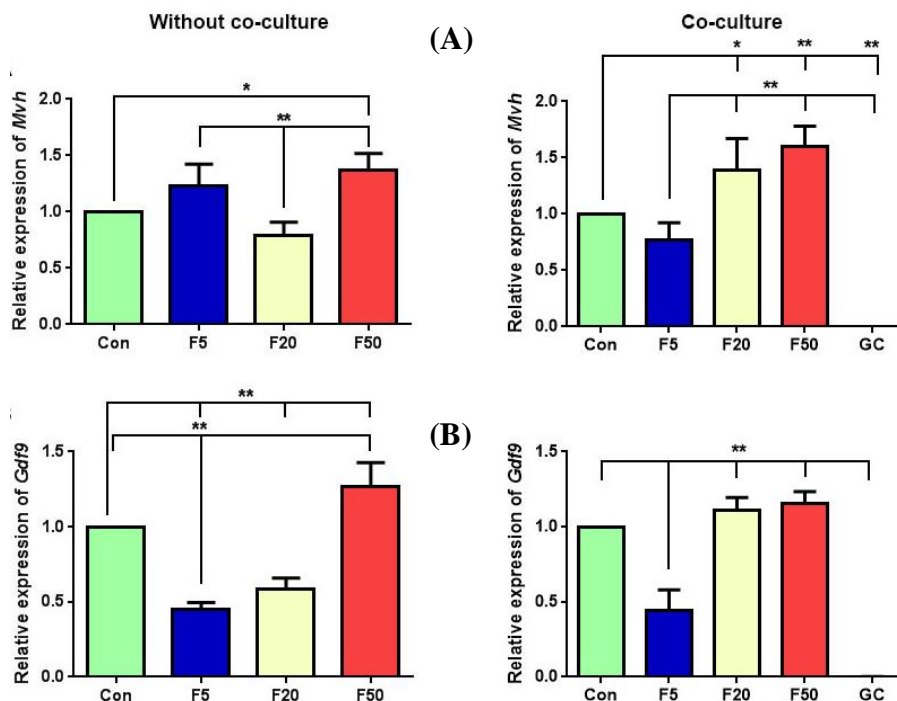 Without co-culture
(A)
Co-culture
* ** **
*
**
**
Relative expression of Mvh
2.0
1.5
1.0
0.5
0.0
Con F5 F20 F50
Relative expression of Mvh
2.0
1.5
1.0
0.5
0.0
Con F5 F20 F50 GC
(B)
**
**
Relative expression of Gdf9
1.5
1.0
0.5
0.0
Con F5 F20 F50
**
Relative expression of Gdf9
1.5
1.0
0.5
0.0
Con F5 F20 F50 GC